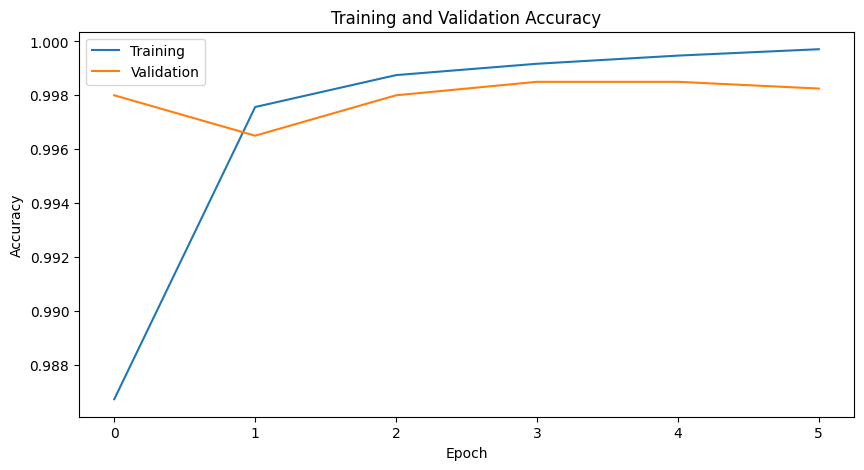 Training and Validation Accuracy
Training
Validation
1.000
0.998
0.996
0.994
0.992
0.990
0.988
Accuracy
0 1 2 3 4 5
Epoch